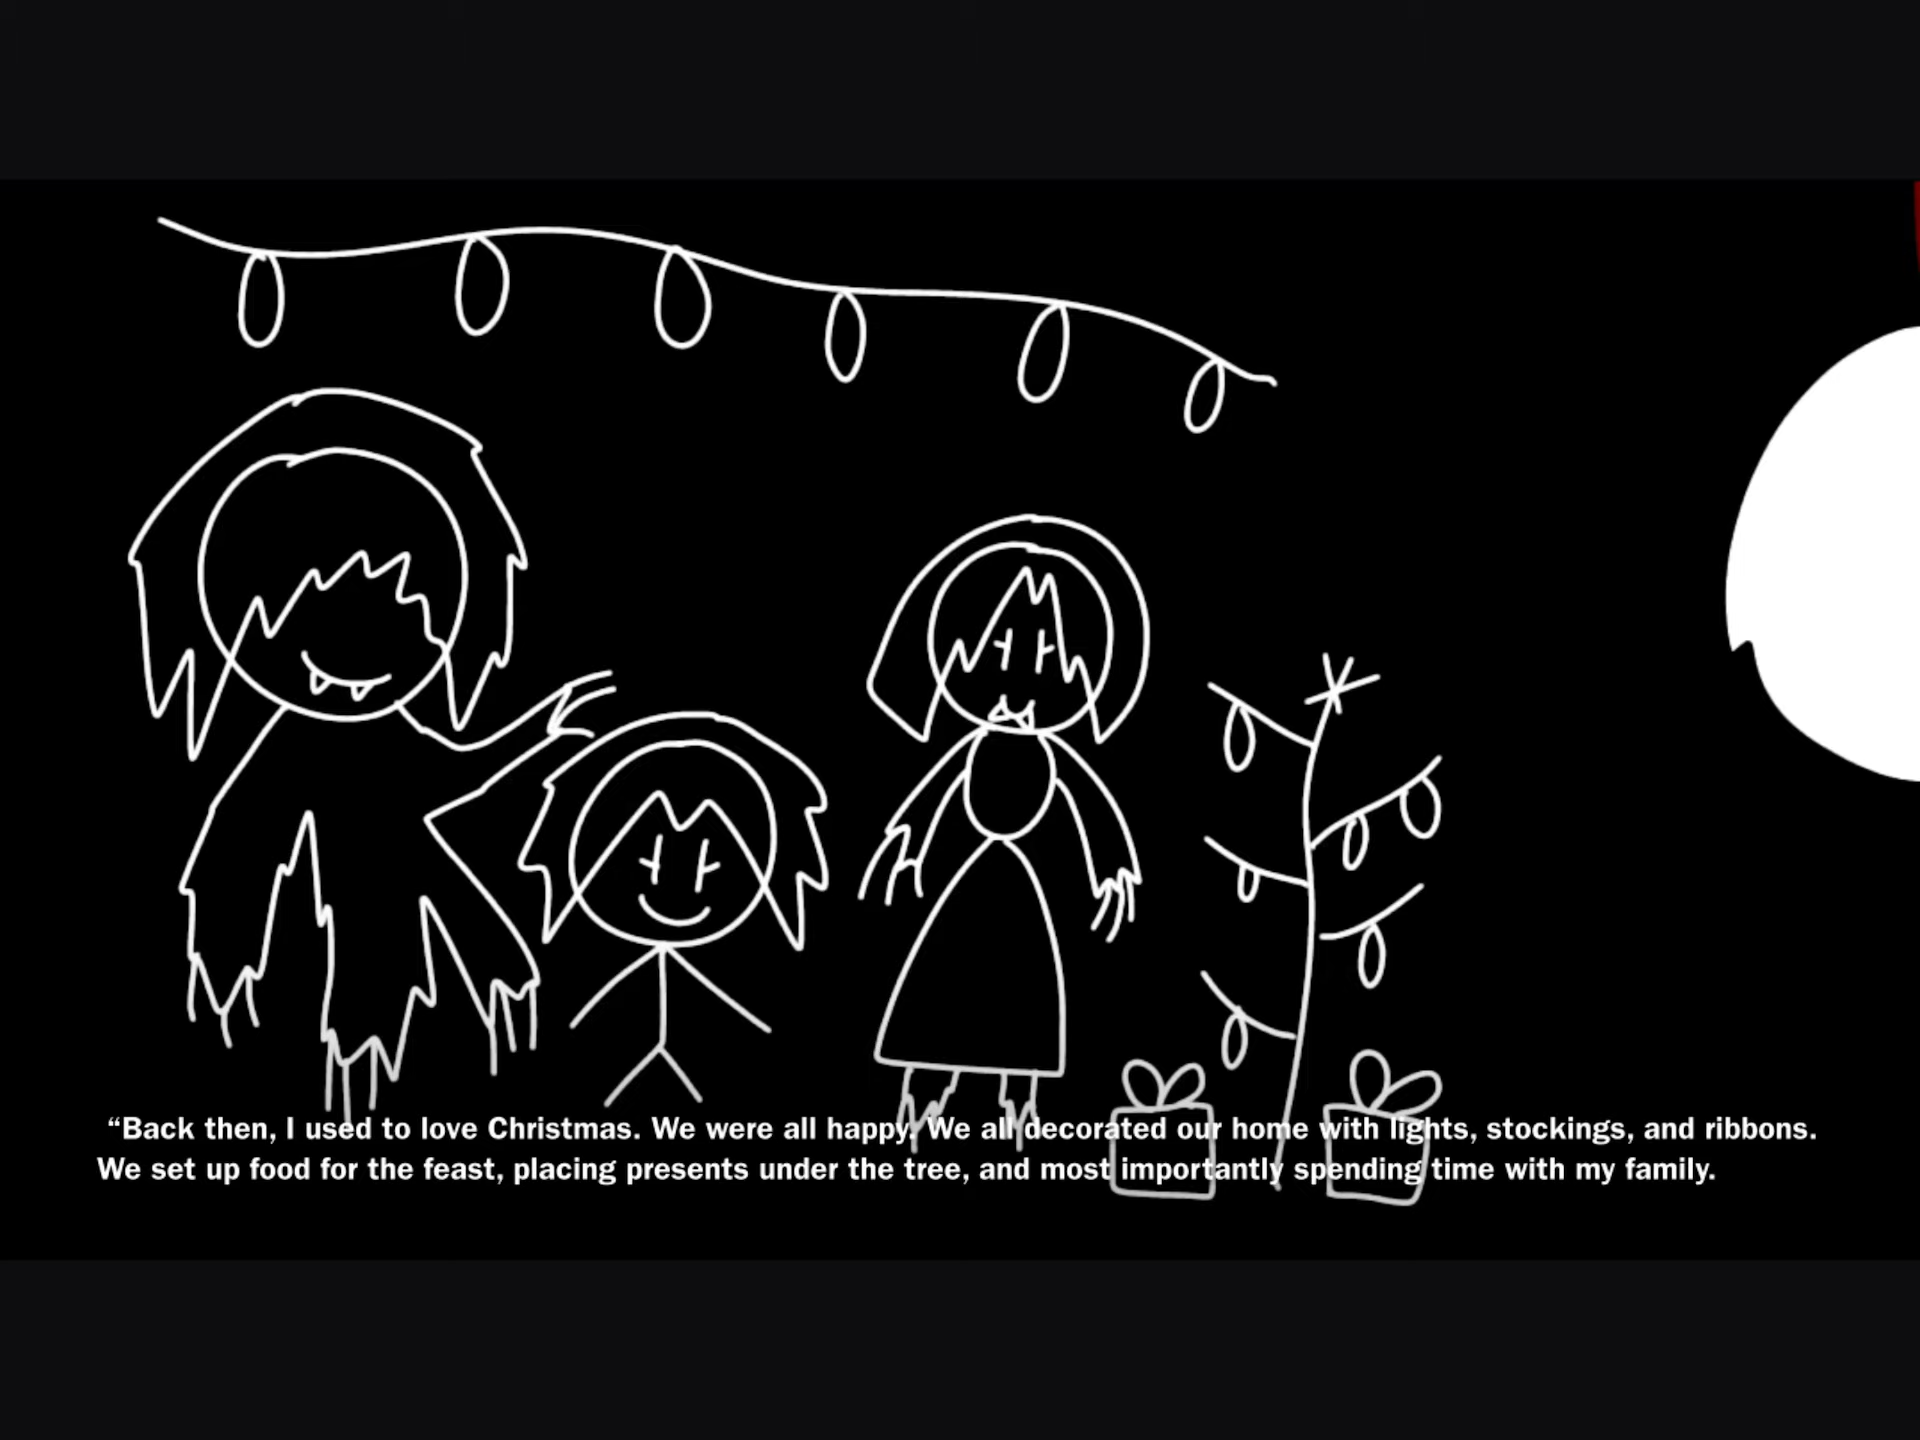 “Back then, I used to love Christmas. We were all happy. We all decorated our home with lights, stockings, and ribbons.
We set up food for the feast, placing presents under the tree, and most importantly spending time with my family.